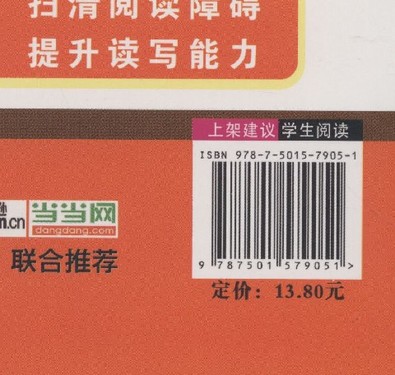 扫清阅读障碍
提升读写能力
上架建议 学生阅读
ISBN 978-7-5015-7905-1
9 787501 579051 >
n.cn
当当网
dangdang.com
联合推荐
定价：13.80元